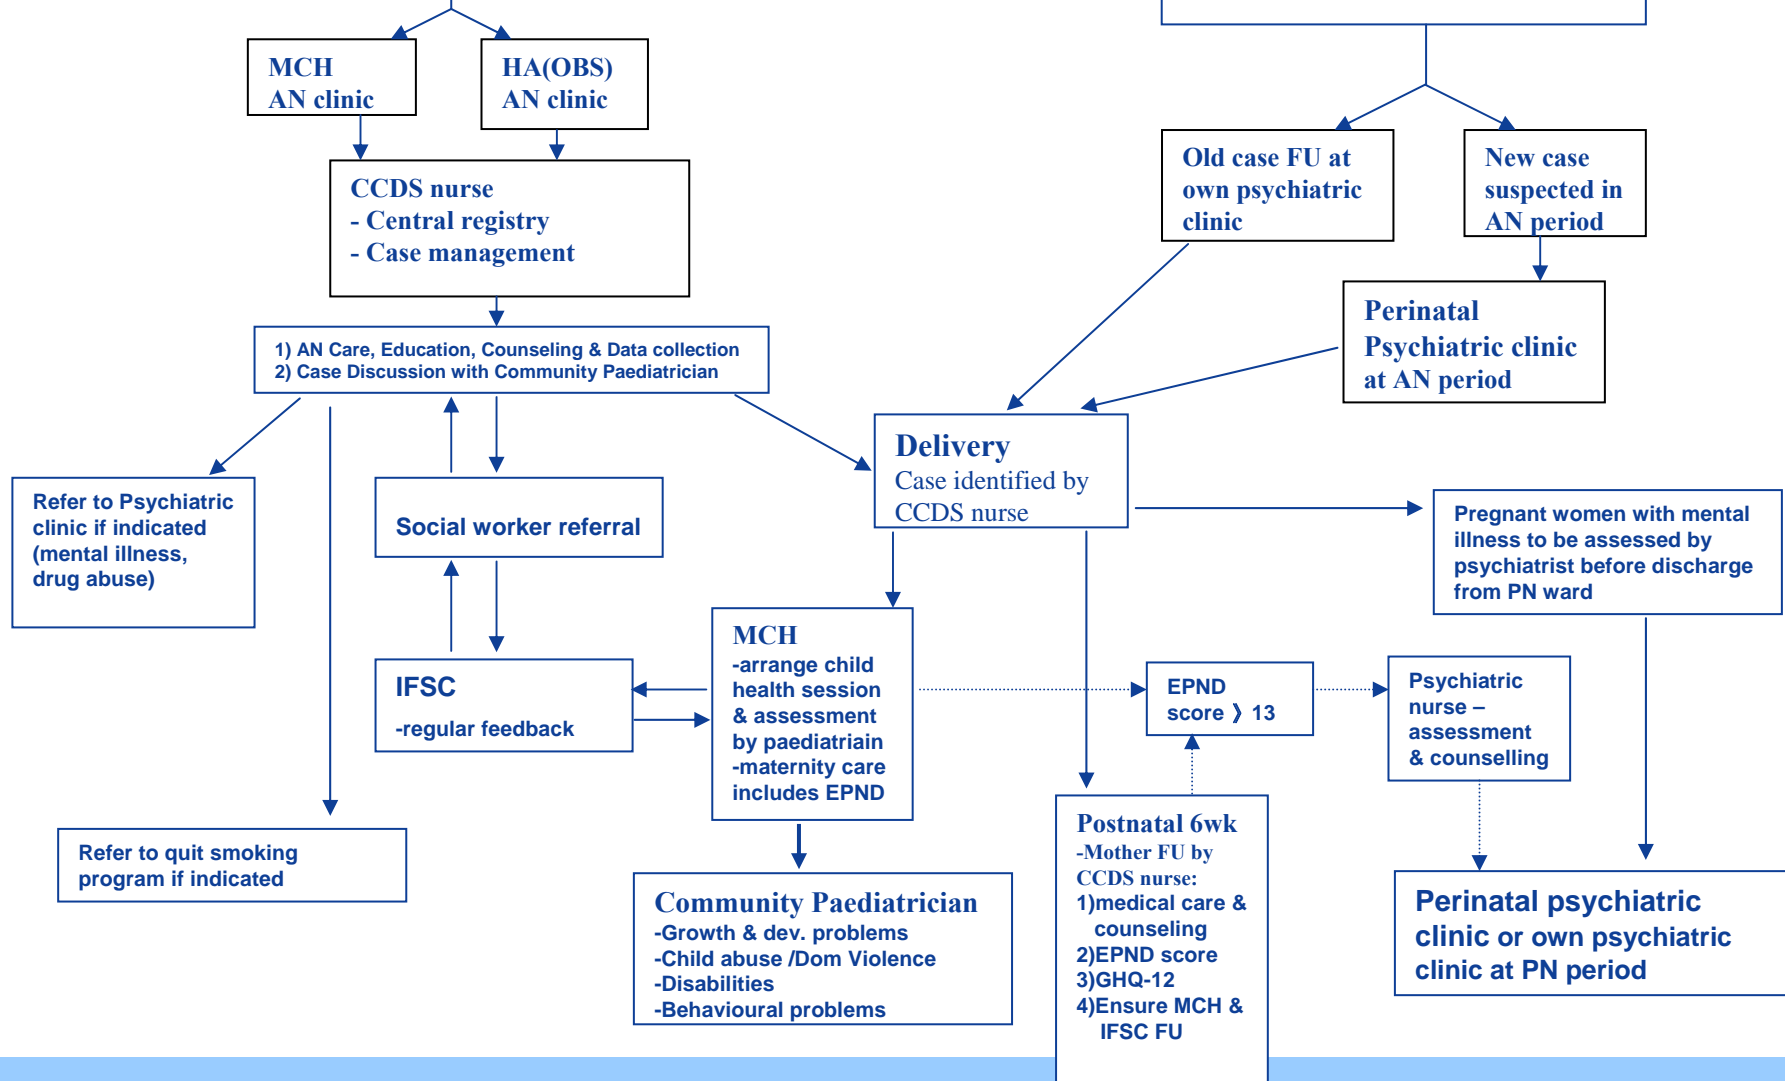 MCH
AN clinic
HA(OBS)
AN clinic
CCDS nurse
- Central registry
- Case management
Old case FU at
own psychiatric
clinic
New case
suspected in
AN period
Perinatal
Psychiatric clinic
at AN period
1) AN Care, Education, Counseling & Data collection
2) Case Discussion with Community Paediatrician
Delivery
Case identified by
CCDS nurse
Refer to Psychiatric
clinic if indicated
(mental illness,
drug abuse)
Social worker referral
Pregnant women with mental
illness to be assessed by
psychiatrist before discharge
from PN ward
IFSC
-regular feedback
MCH
-arrange child
health session
& assessment
by paediatriain
-maternity care
includes EPND
EPND
score 》13
Psychiatric
nurse –
assessment
& counselling
Refer to quit smoking
program if indicated
Community Paediatrician
-Growth & dev. problems
-Child abuse /Dom Violence
-Disabilities
-Behavioural problems
Postnatal 6wk
-Mother FU by
CCDS nurse:
1)medical care &
counseling
2)EPND score
3)GHQ-12
4)Ensure MCH &
IFSC FU
Perinatal psychiatric
clinic or own psychiatric
clinic at PN period